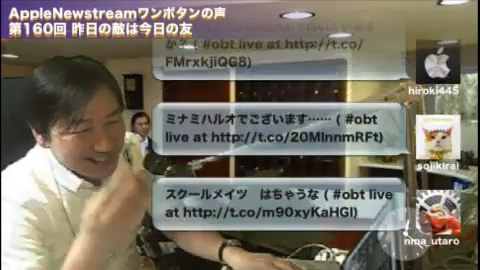 AppleNewstreamワンボタンの声
第160回 昨日の敵は今日の友
( #obt live at http://t.co/
FMrxkjiQG8)
hiroki445
ミナミハルオでございます…… ( #obt
live at http://t.co/20MlnnmRFt)
sojikirai
スクールメイツ はちゃうな ( #obt live
at http://t.co/m90xyKaHGl)
nma_utaro